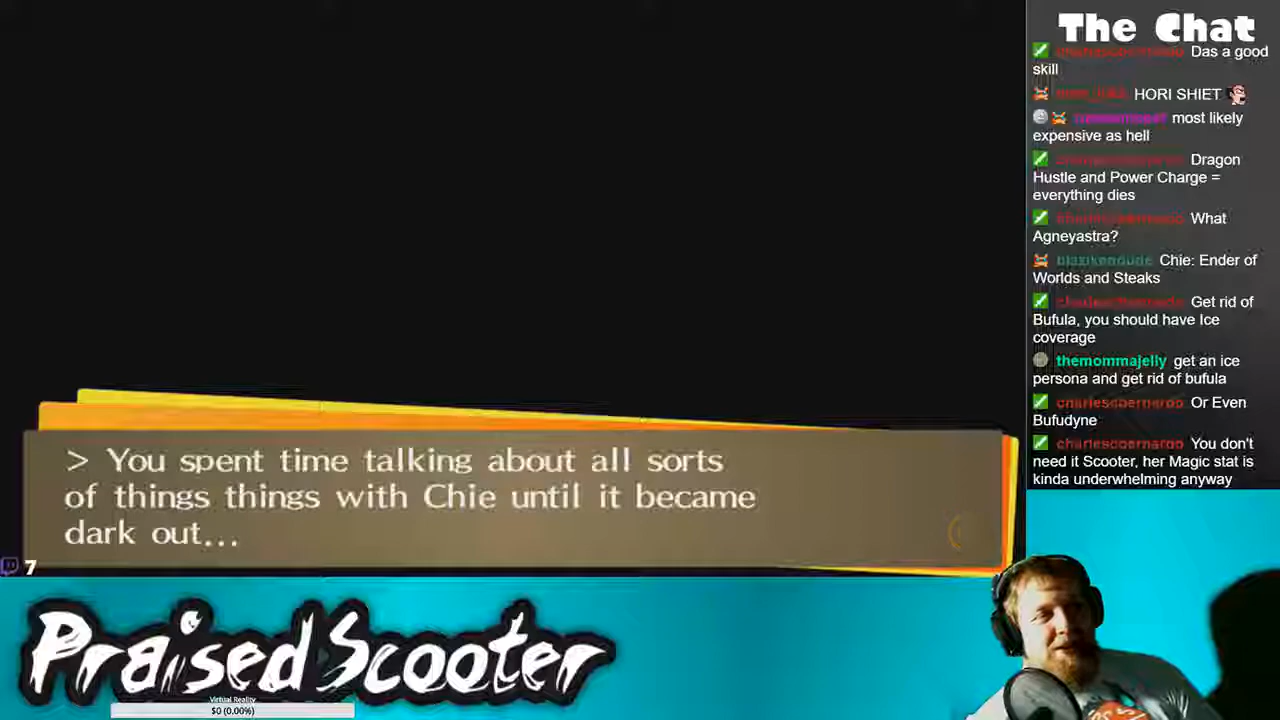 The Chat
Das a good
skill
HORI SHIET
most likely
expensive as hell
Dragon
Hustle and Power Charge =
everything dies
What
Agneyastra?
blazikendude Chie: Ender of
Worlds and Steaks
Get rid of
Bufula, you should have Ice
coverage
themommajelly get an ice
persona and get rid of bufula
Or Even
Bufudyne
You don't
need it Scooter, her Magic stat is
kinda underwhelming anyway
> You spent time talking about all sorts
of things things with Chie until it became
dark out...
7
Praised Scooter
Virtual Reality
$0 (0.00%)